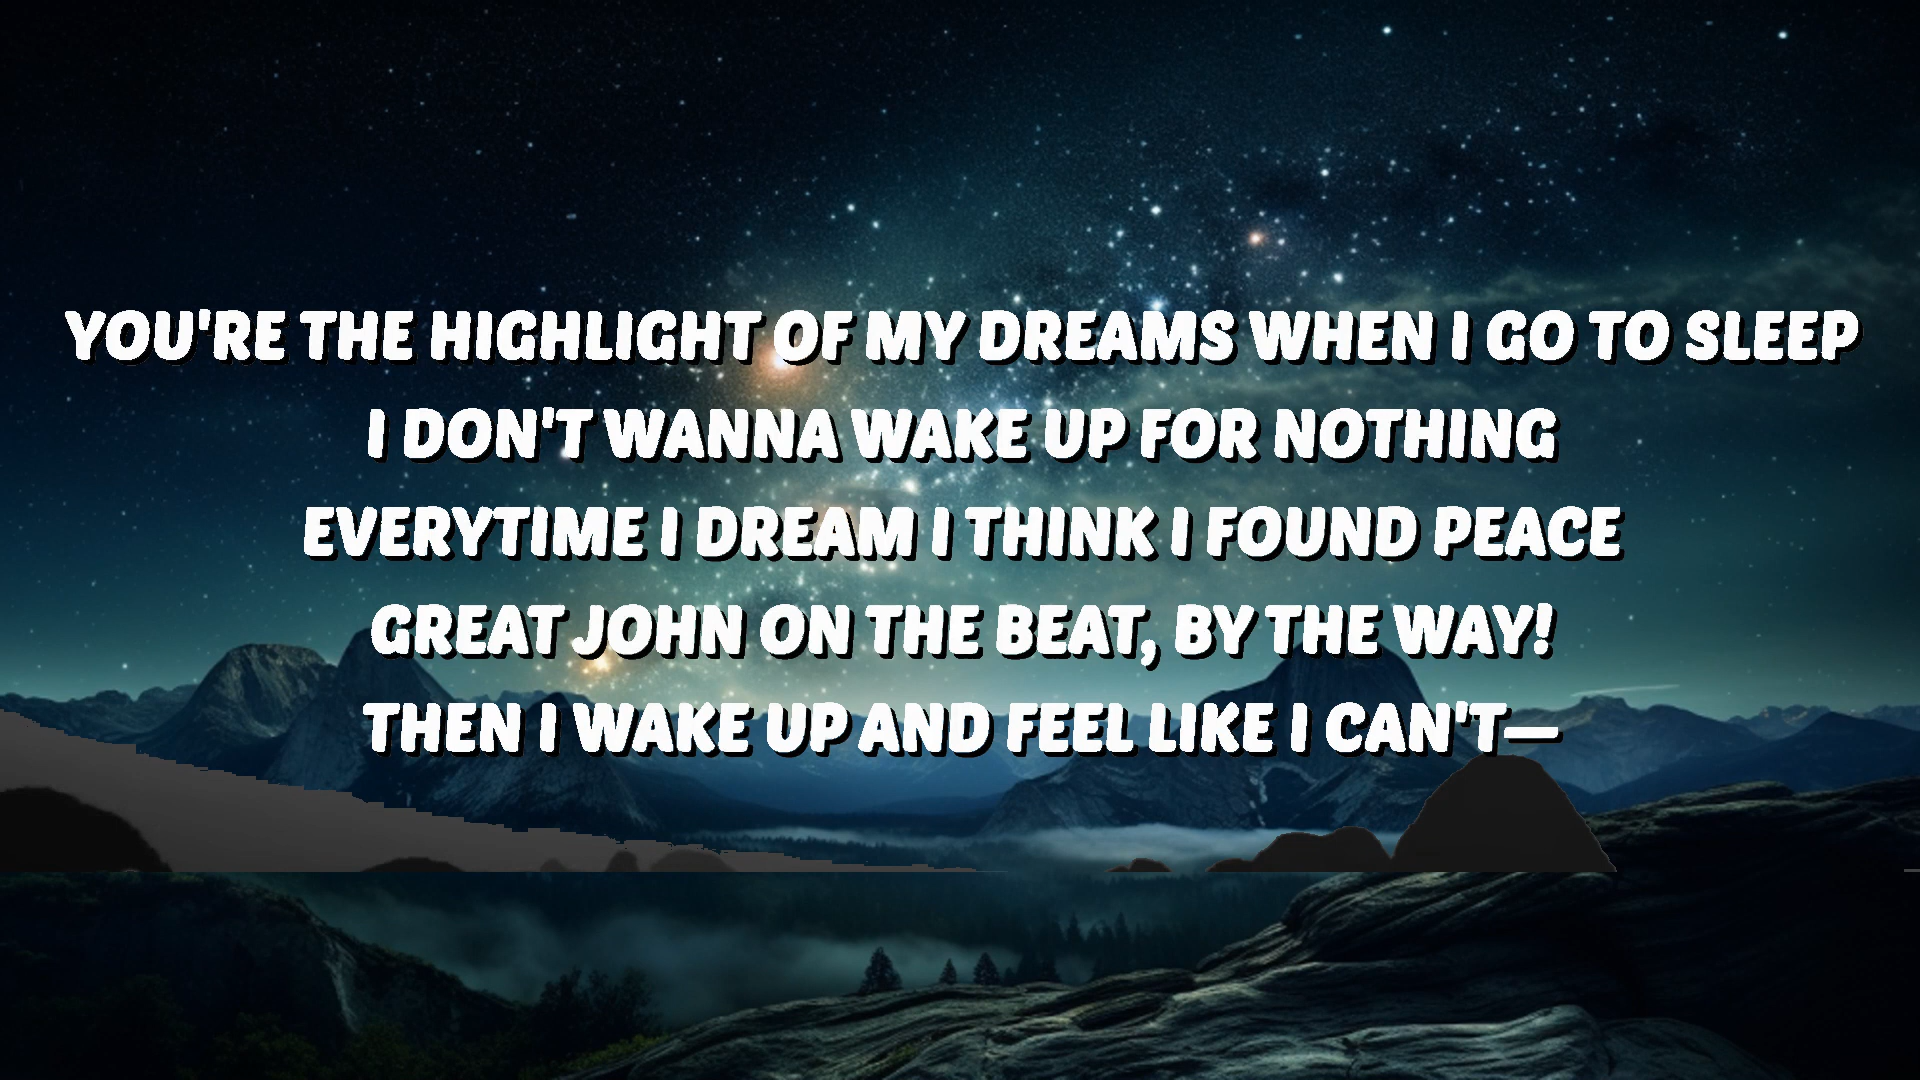 YOU'RE THE HIGHLIGHT OF MY DREAMS WHEN I GO TO SLEEP
I DON'T WANNA WAKE UP FOR NOTHING
EVERYTIME I DREAM I THINK I FOUND PEACE
GREAT JOHN ON THE BEAT, BY THE WAY!
THEN I WAKE UP AND FEEL LIKE I CAN'T—